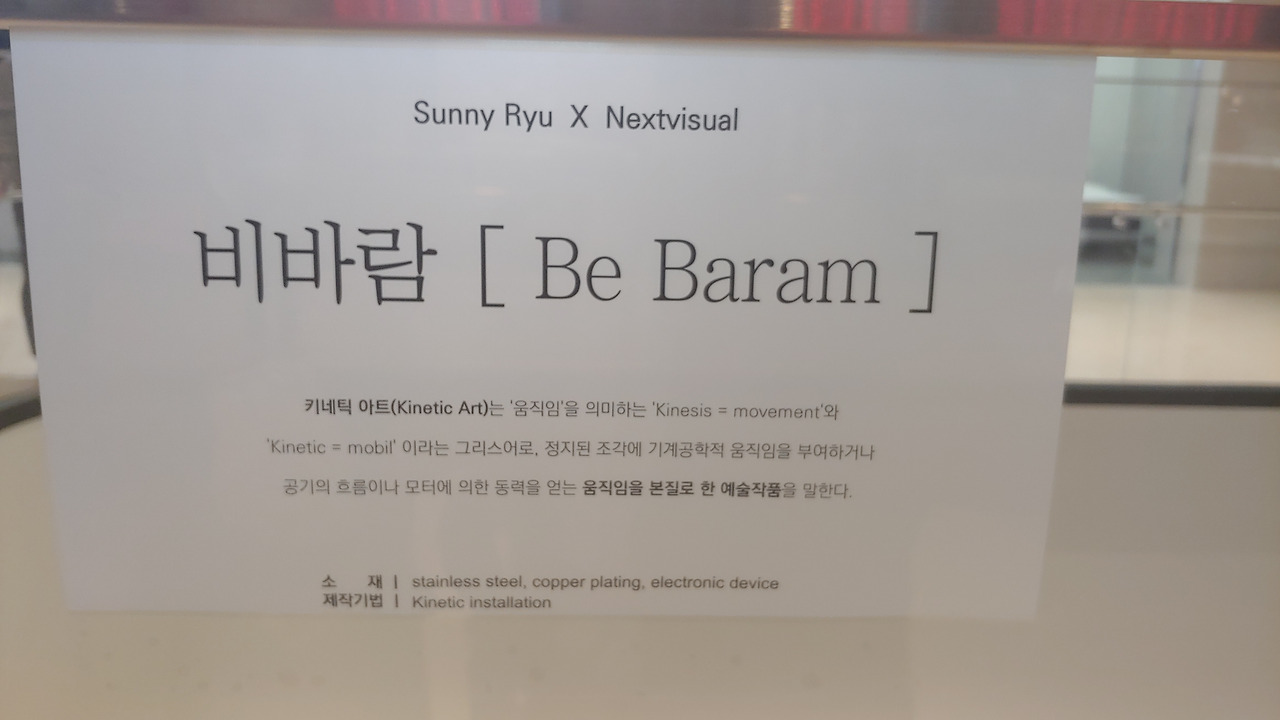 Sunny Ryu X Nextvisual
비바람 [ Be Baram ]
키네틱 아트(Kinetic Art)는 '움직임'을 의미하는 'Kinesis = movement'와
'Kinetic = mobil' 이라는 그리스어로, 정지된 조각에 기계공학적 움직임을 부여하거나
공기의 흐름이나 모터에 의한 동력을 얻는 움직임을 본질로 한 예술작품을 말한다.
소 재 | stainless steel, copper plating, electronic device
제작기법 | Kinetic installation